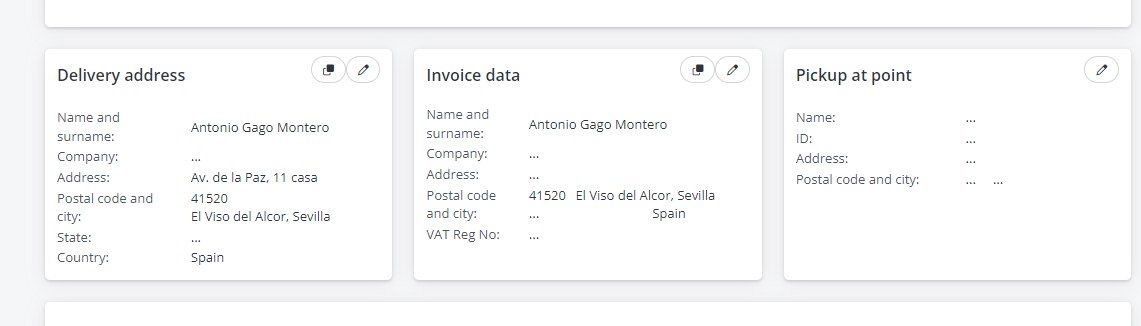 Delivery address
Name and
surname:
Antonio Gago Montero
Company:
...
Address:
Av. de la Paz, 11 casa
Postal code and
city:
41520
El Viso del Alcor, Sevilla
State:
...
Country:
Spain
Invoice data
Name and
surname:
Antonio Gago Montero
Company:
...
Address:
...
Postal code
and city:
41520 El Viso del Alcor, Sevilla
... Spain
VAT Reg No:
...
Pickup at point
Name:
...
ID:
...
Address:
...
Postal code and city:
... ...